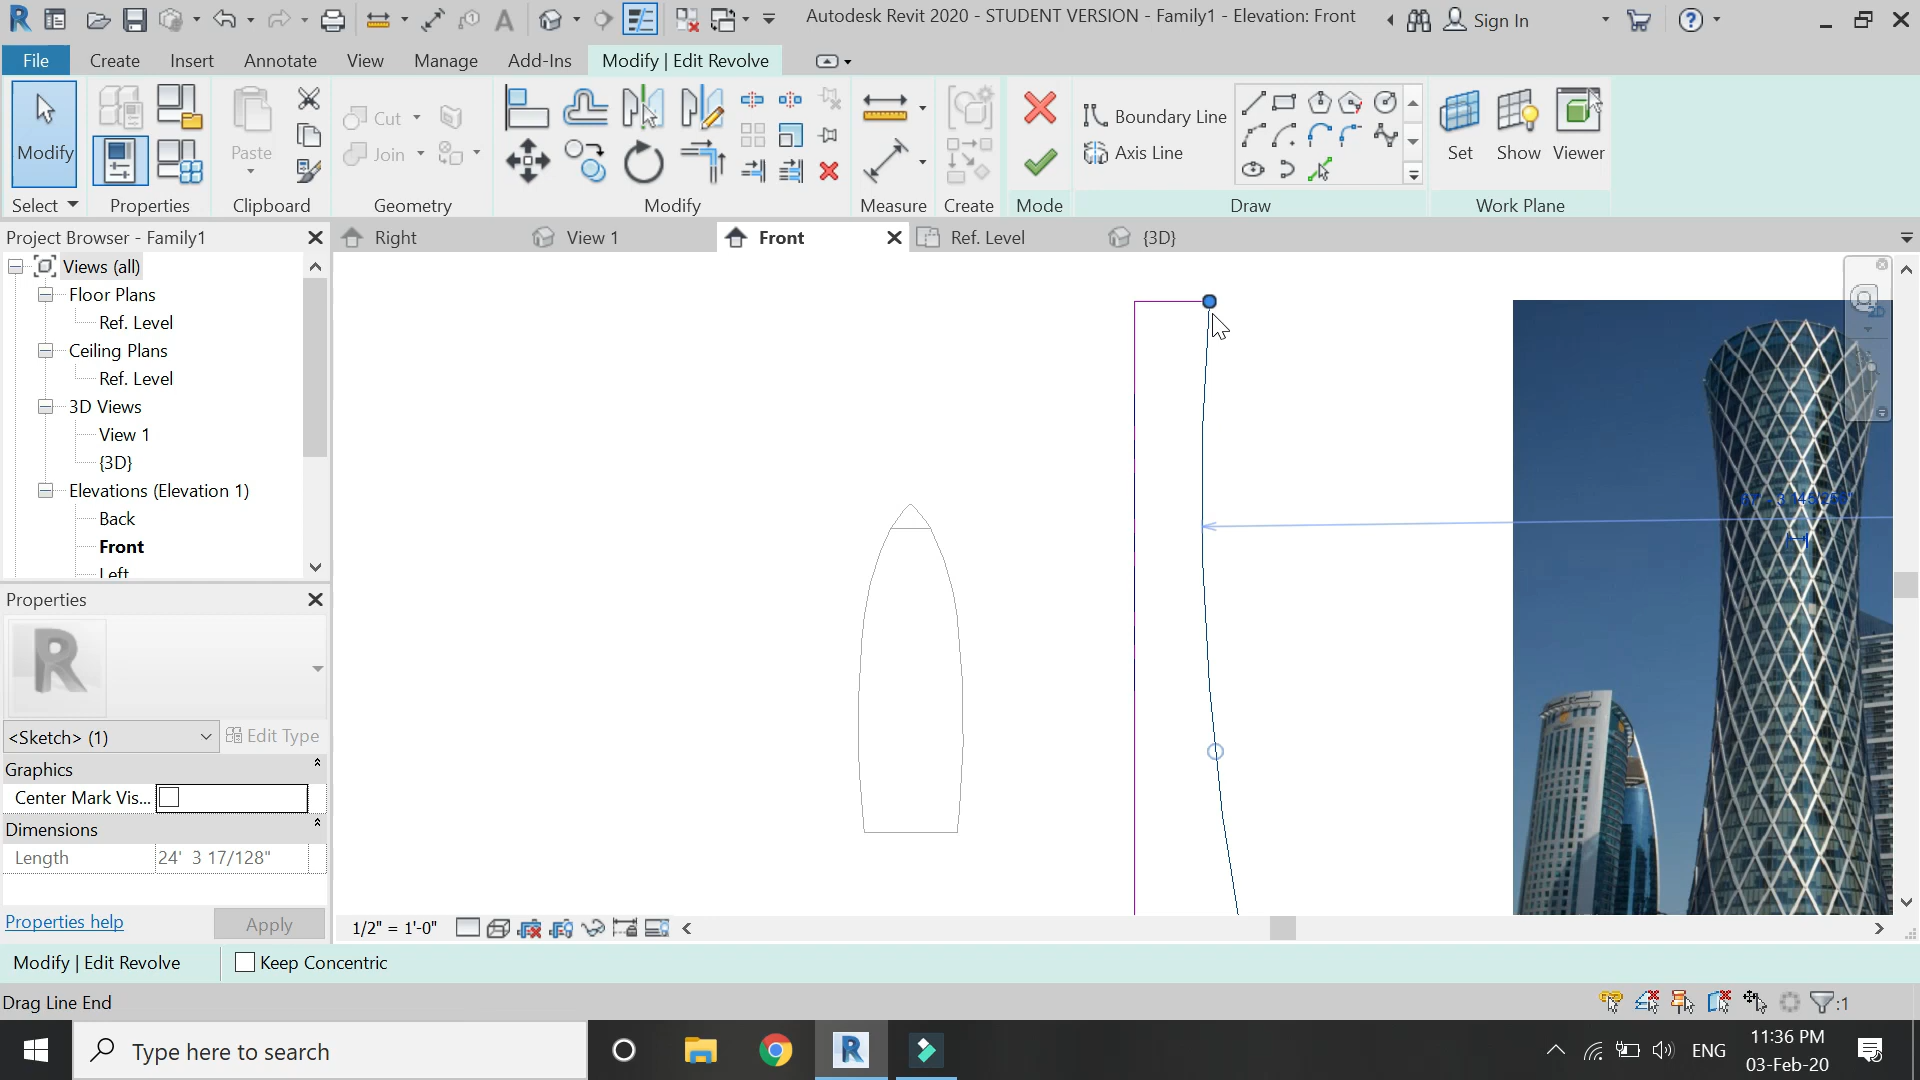 Autodesk Revit 2020 - STUDENT VERSION - Family1 - Elevation: Front
Sign In
File
Create
Insert
Annotate
View
Manage
Add-Ins
Modify | Edit Revolve
Modify
Paste
Cut
Join
Boundary Line
Axis Line
Set
Show
Viewer
Select
Properties
Clipboard
Geometry
Modify
Measure
Create
Mode
Draw
Work Plane
Project Browser - Family1
Right
View 1
Front
Ref. Level
{3D}
Views (all)
Floor Plans
Ref. Level
Ceiling Plans
Ref. Level
3D Views
View 1
{3D}
Elevations (Elevation 1)
Back
Front
Left
Properties
R
<Sketch> (1)
Edit Type
Graphics
Center Mark Vis...
Dimensions
Length
24' 3 17/128"
Properties help
Apply
1/2" = 1'-0"
2D
Modify | Edit Revolve
Keep Concentric
Drag Line End
:1
Type here to search
ENG
11:36 PM
03-Feb-20